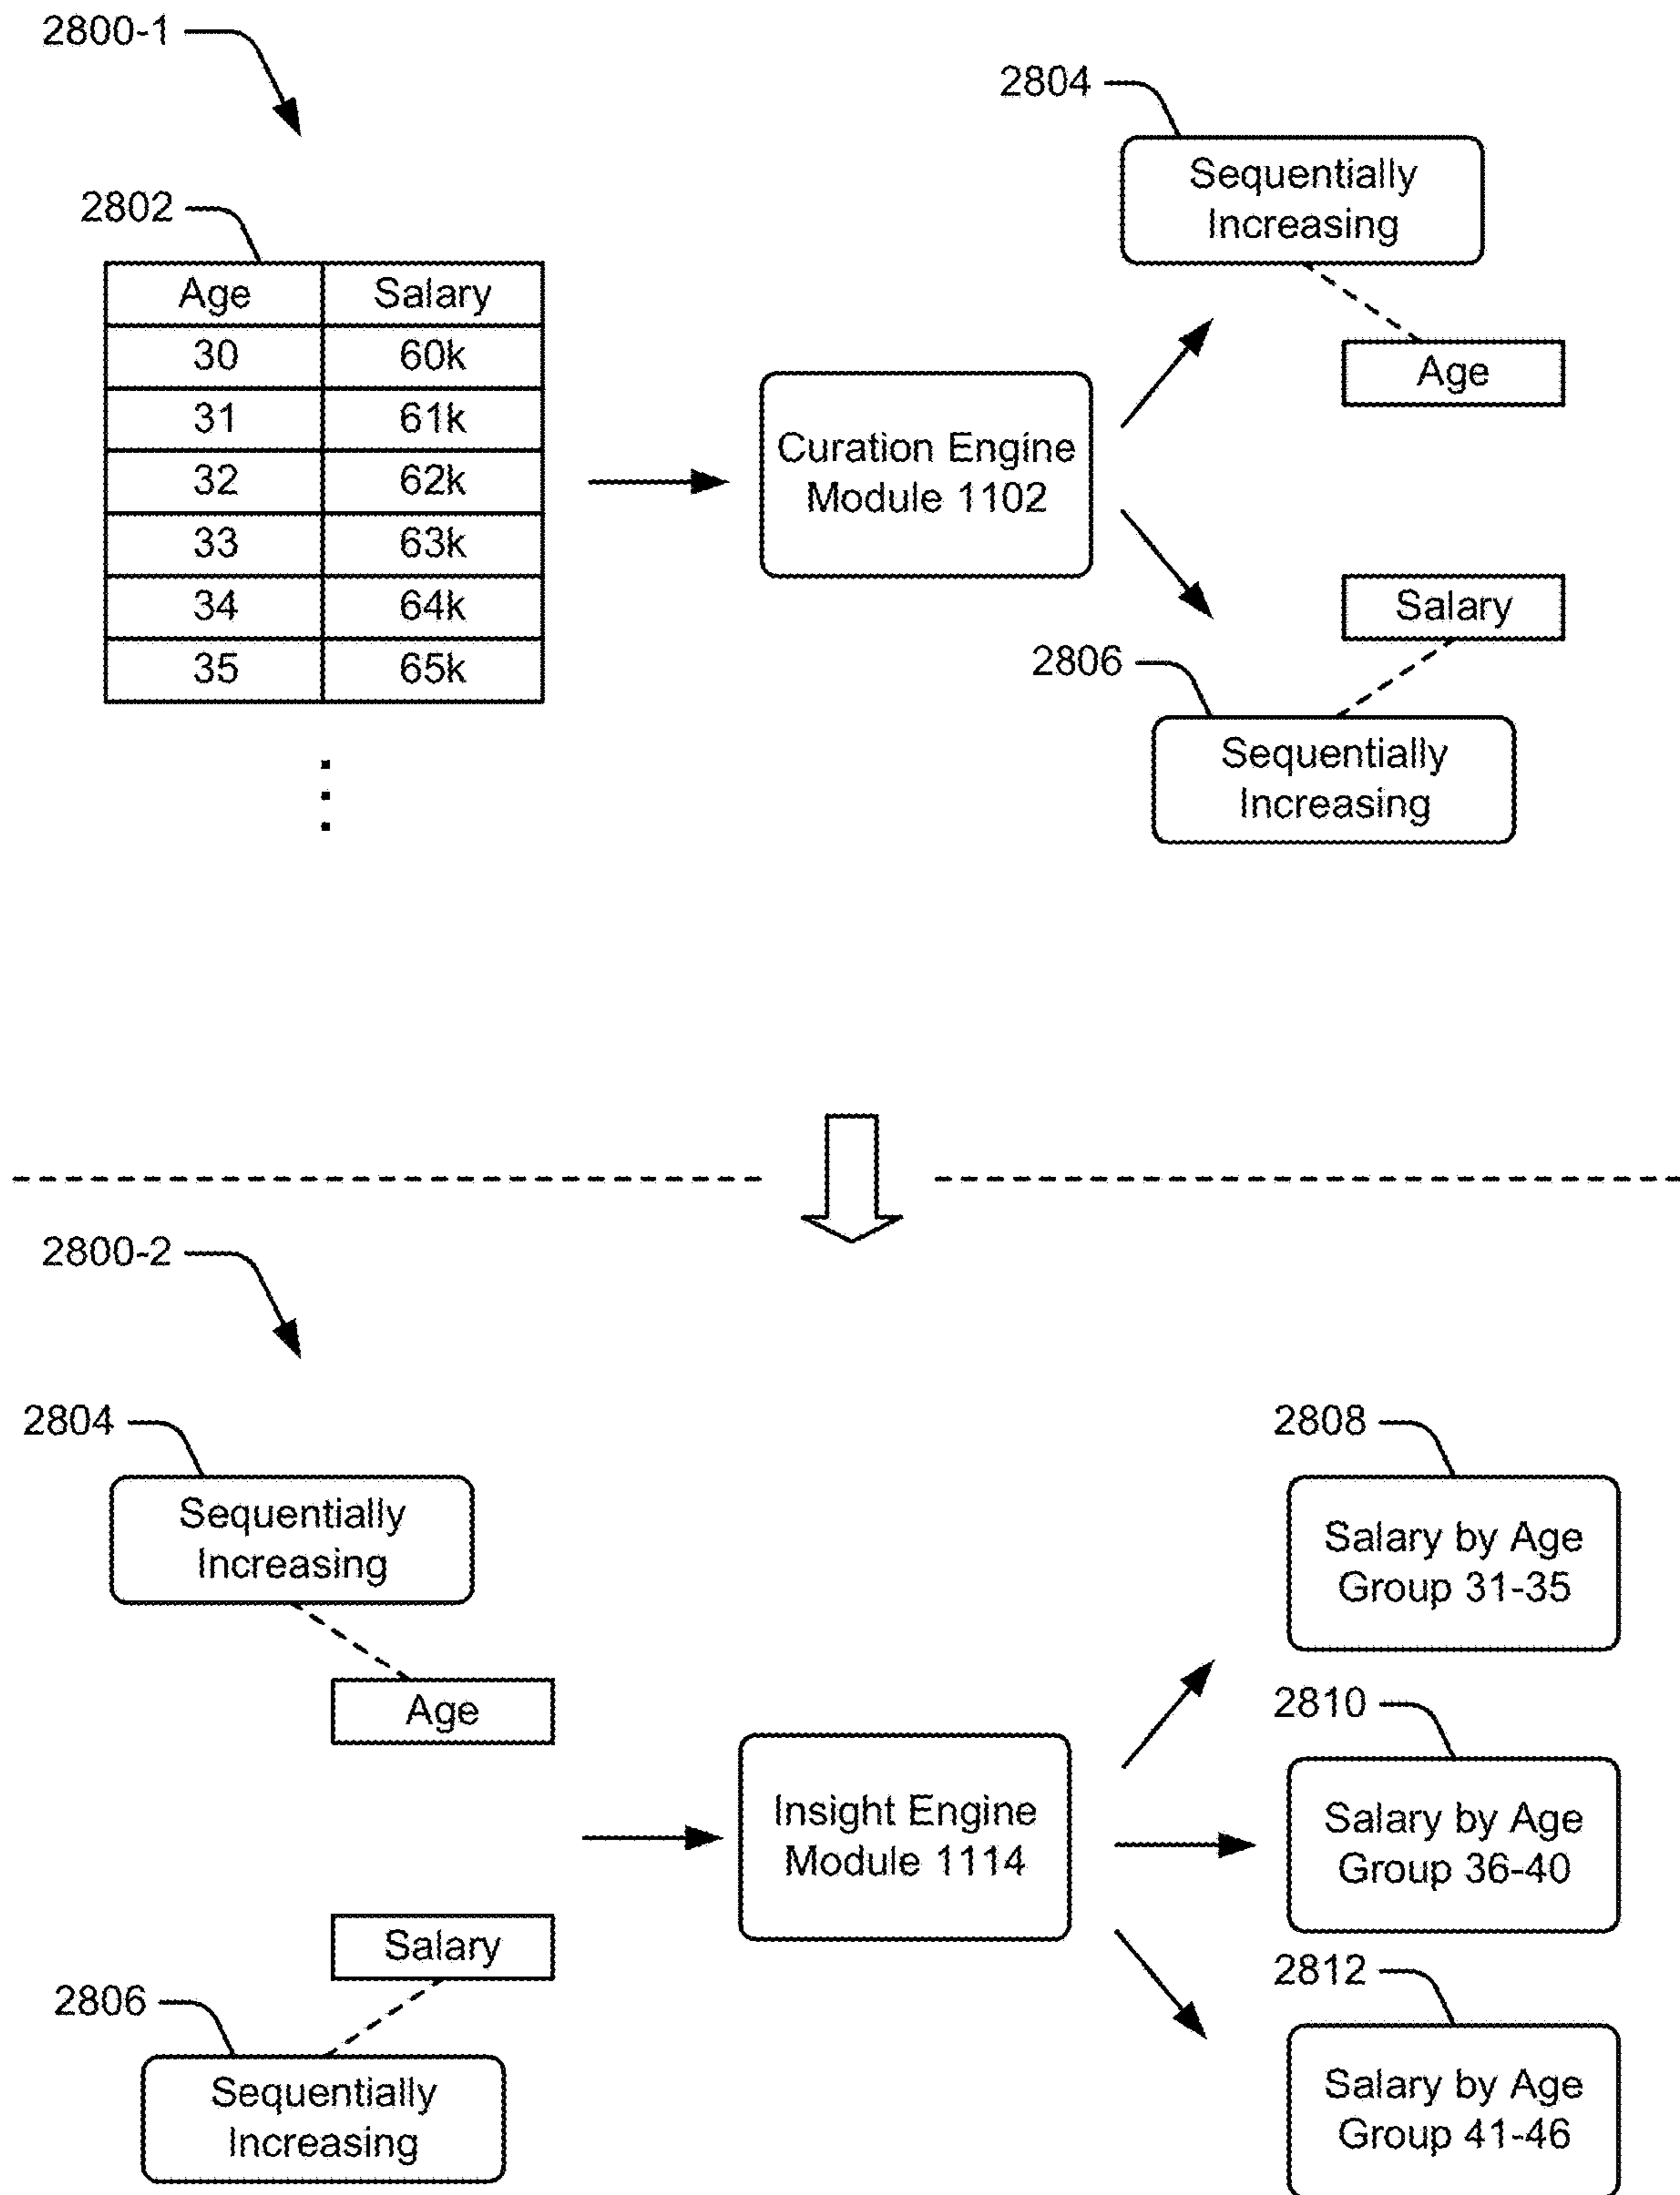 2800-1
2804
Sequentially
Increasing
2802
Age Salary
30 60k
31 61k
32 62k
33 63k
34 64k
35 65k
Age
Curation Engine
Module 1102
Salary
2806
Sequentially
Increasing
2800-2
2804
Sequentially
Increasing
Age
Insight Engine
Module 1114
Salary
2806
Sequentially
Increasing
2808
Salary by Age
Group 31-35
2810
Salary by Age
Group 36-40
2812
Salary by Age
Group 41-46